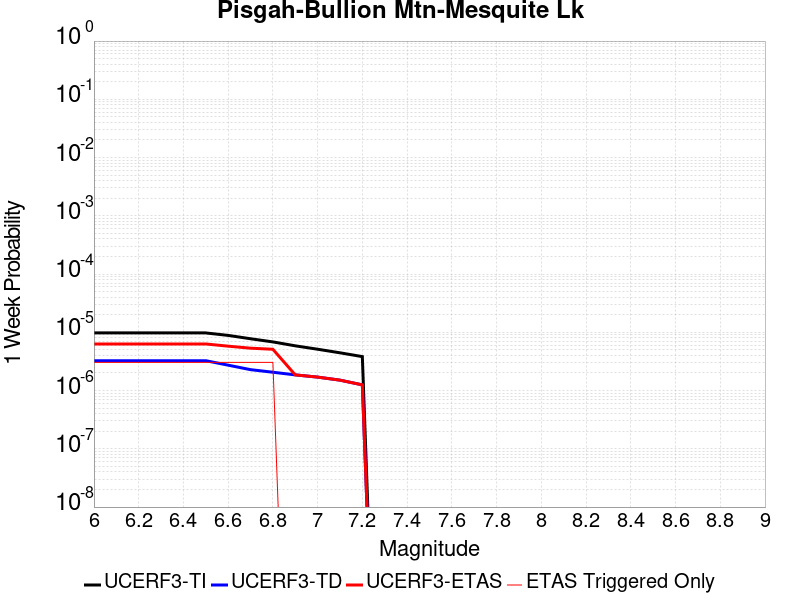 Pisgah-Bullion Mtn-Mesquite Lk
10^0
10^-1
10^-2
10^-3
10^-4
10^-5
10^-6
10^-7
10^-8
1 Week Probability
6 6.2 6.4 6.6 6.8 7 7.2 7.4 7.6 7.8 8 8.2 8.4 8.6 8.8 9
Magnitude
UCERF3-TI UCERF3-TD UCERF3-ETAS ETAS Triggered Only